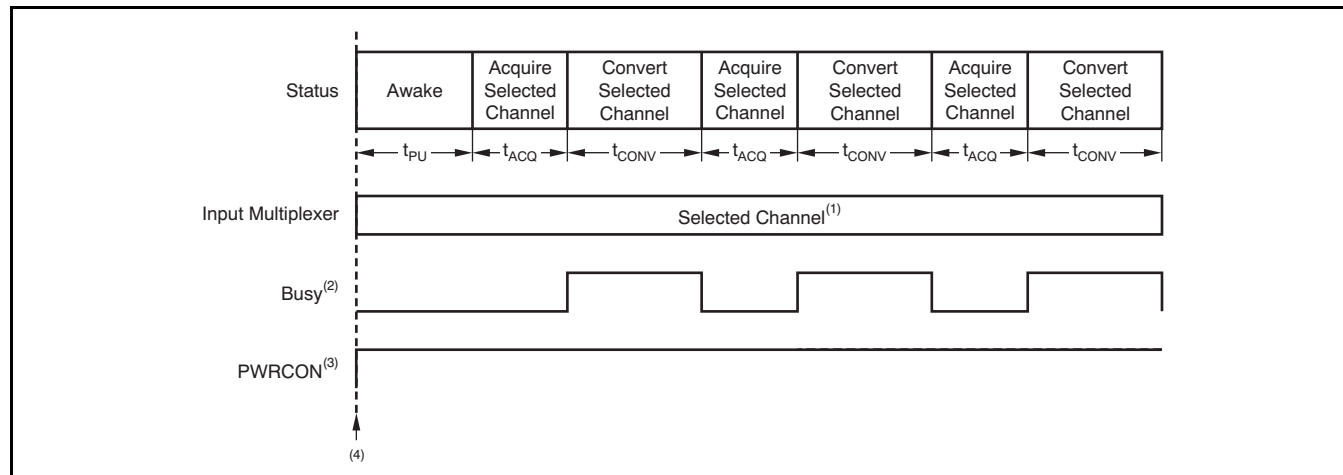 Status
Awake
Acquire
Selected
Channel
Convert
Selected
Channel
Acquire
Selected
Channel
Convert
Selected
Channel
Acquire
Selected
Channel
Convert
Selected
Channel
tPU
tACQ
tCONV
tACQ
tCONV
tACQ
tCONV
Input Multiplexer
Selected Channel(1)
Busy(2)
PWRCON(3)
(4)